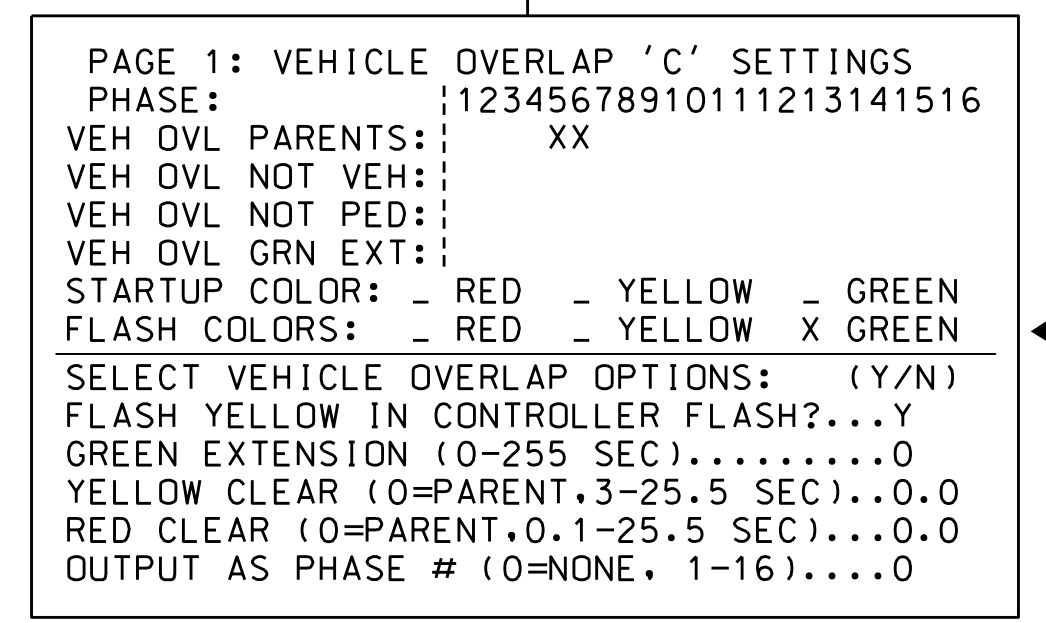 PAGE 1: VEHICLE OVERLAP 'C' SETTINGS
PHASE: ¦12345678910111213141516
VEH OVL PARENTS:¦ XX
VEH OVL NOT VEH:¦
VEH OVL NOT PED:¦
VEH OVL GRN EXT:¦
STARTUP COLOR: _ RED _ YELLOW _ GREEN
FLASH COLORS: _ RED _ YELLOW X GREEN
SELECT VEHICLE OVERLAP OPTIONS: (Y/N)
FLASH YELLOW IN CONTROLLER FLASH?...Y
GREEN EXTENSION (0-255 SEC).........0
YELLOW CLEAR (0=PARENT,3-25.5 SEC)..0.0
RED CLEAR (0=PARENT,0.1-25.5 SEC)...0.0
OUTPUT AS PHASE # (0=NONE, 1-16)....0